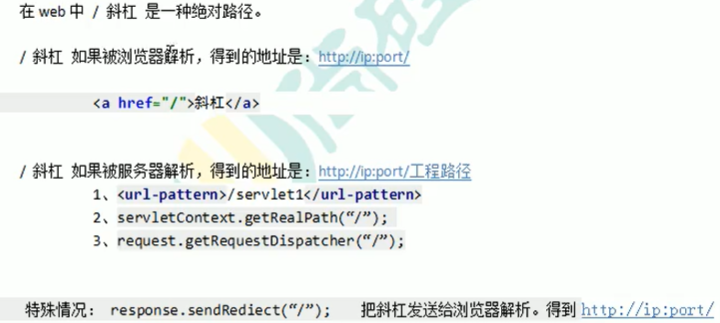 在 web 中 / 斜杠 是一种绝对路径。
/ 斜杠 如果被浏览器解析，得到的地址是：http://ip:port/
<a href="/">斜杠</a>
/ 斜杠 如果被服务器解析，得到的地址是：http://ip:port/工程路径
1、<url-pattern>/servlet1</url-pattern>
2、servletContext.getRealPath(“/”);
3、request.getRequestDispatcher(“/”);
特殊情况： response.sendRediect(“/”); 把斜杠发送给浏览器解析。得到 http://ip:port/